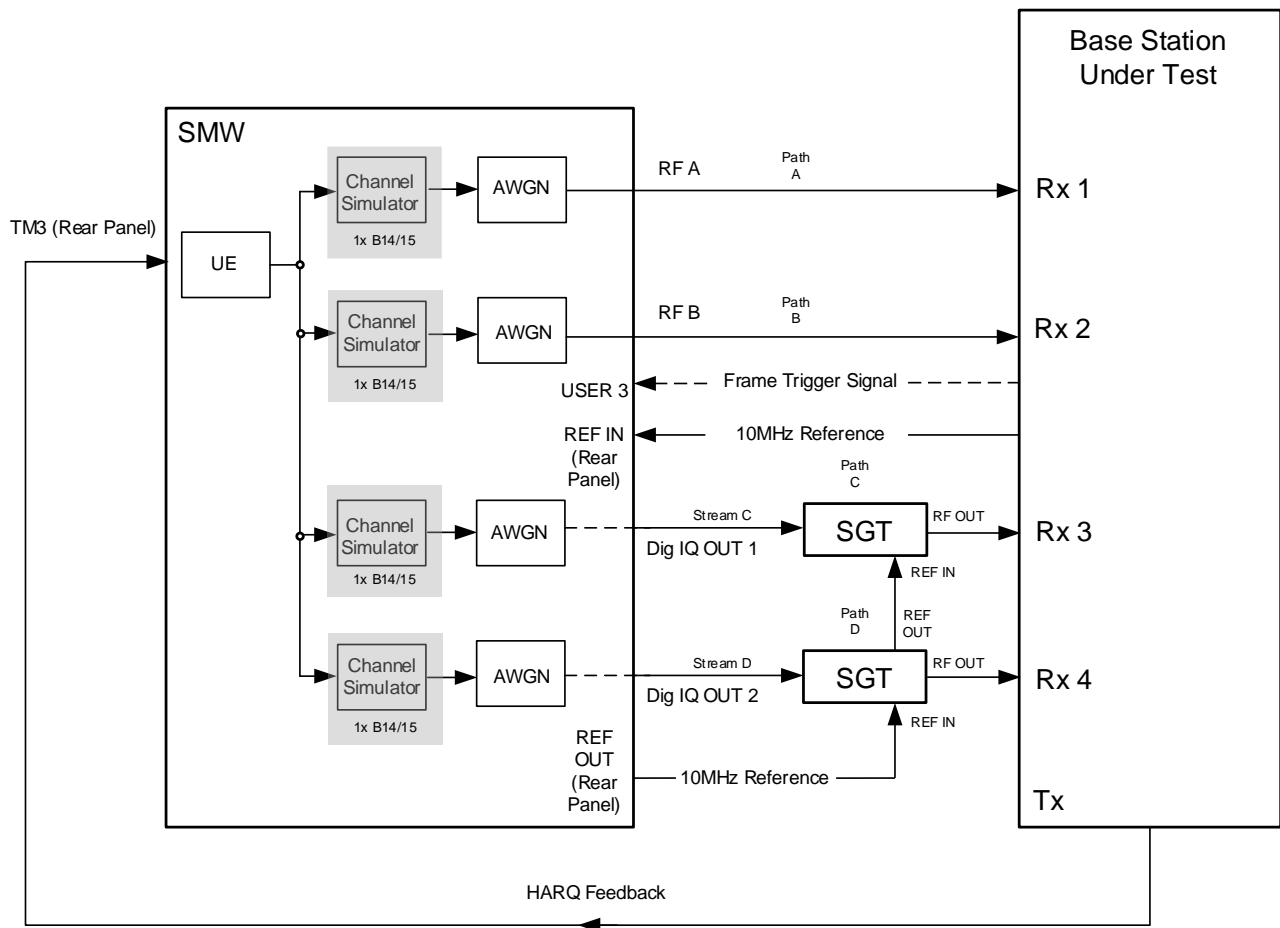 Base Station
Under Test
SMW
Channel
Simulator
1x B14/15
AWGN
RF A
Path
A
Rx 1
TM3 (Rear Panel)
UE
Channel
Simulator
1x B14/15
AWGN
RF B
Path
B
Rx 2
USER 3
Frame Trigger Signal
REF IN
(Rear
Panel)
10MHz Reference
Path
C
Channel
Simulator
1x B14/15
AWGN
Stream C
Dig IQ OUT 1
SGT
RF OUT
Rx 3
REF IN
Path
D
REF
OUT
Channel
Simulator
1x B14/15
AWGN
Stream D
Dig IQ OUT 2
SGT
RF OUT
Rx 4
REF IN
REF
OUT
(Rear
Panel)
10MHz Reference
Tx
HARQ Feedback